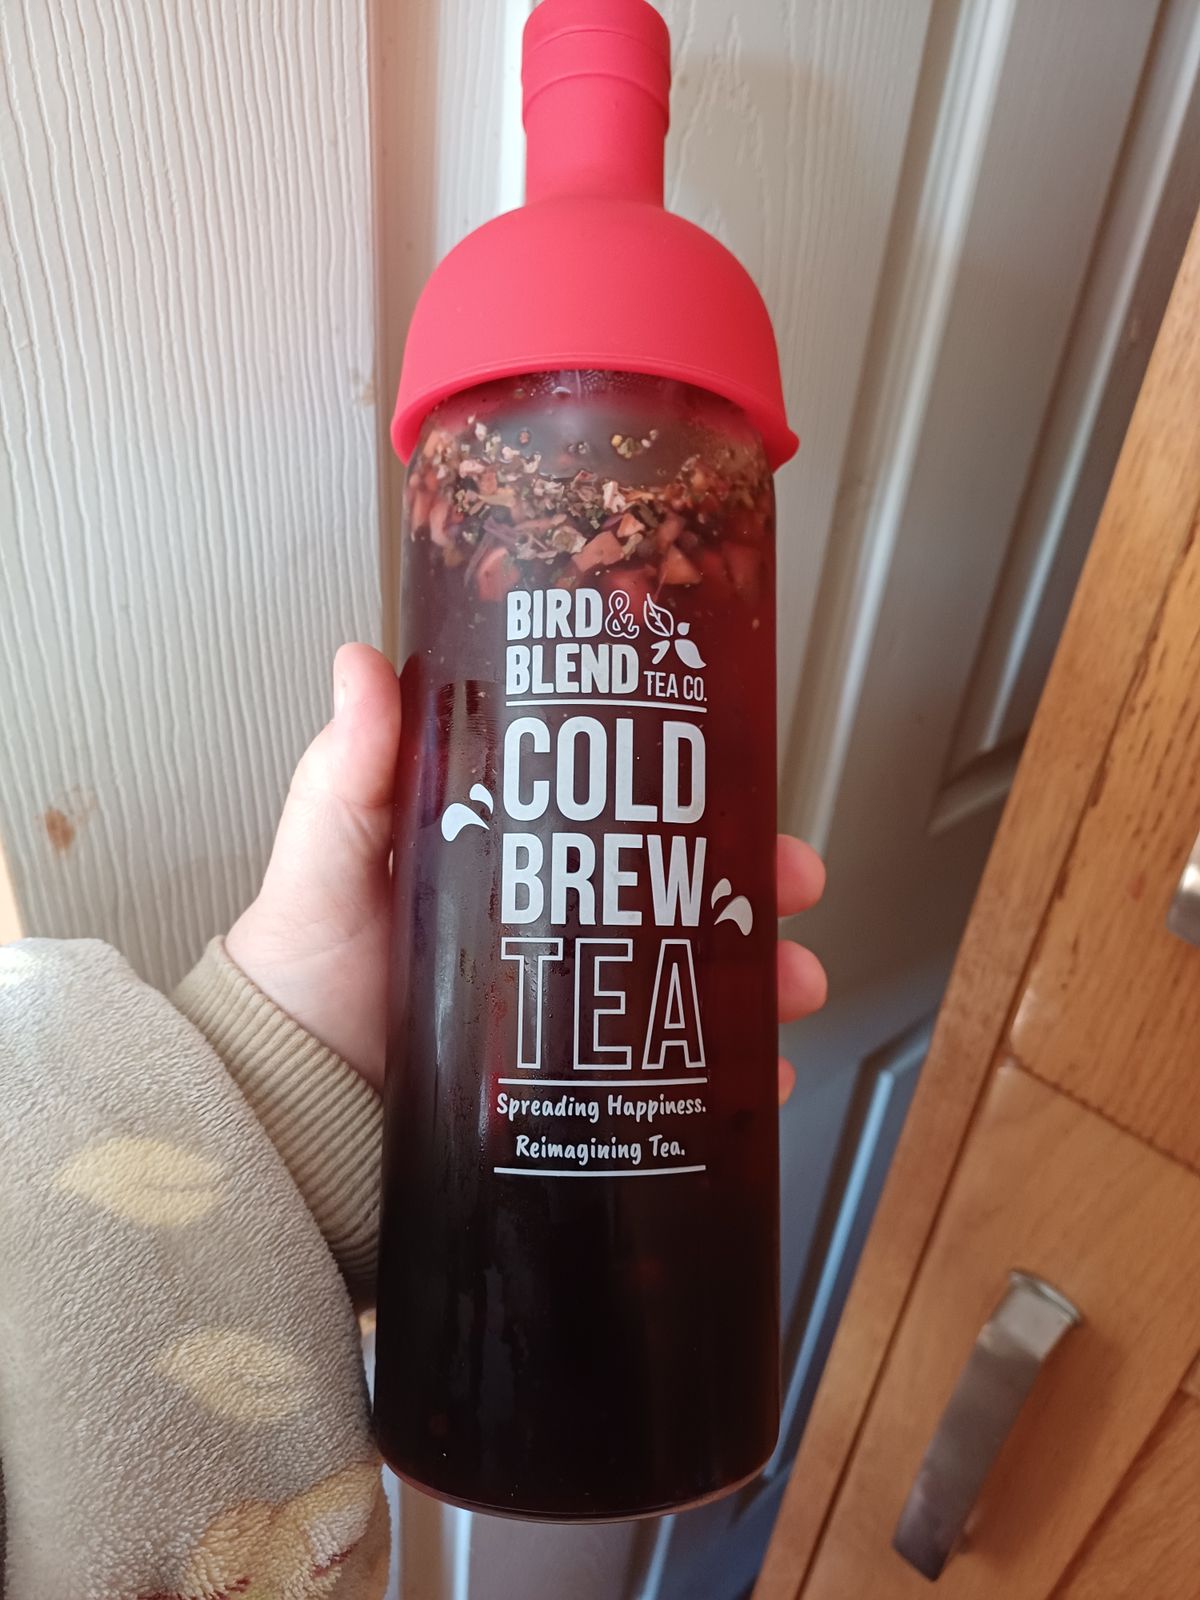 BIRD&
BLEND TEA CO.
COLD
BREW
TEA
Spreading Happiness.
Reimagining Tea.